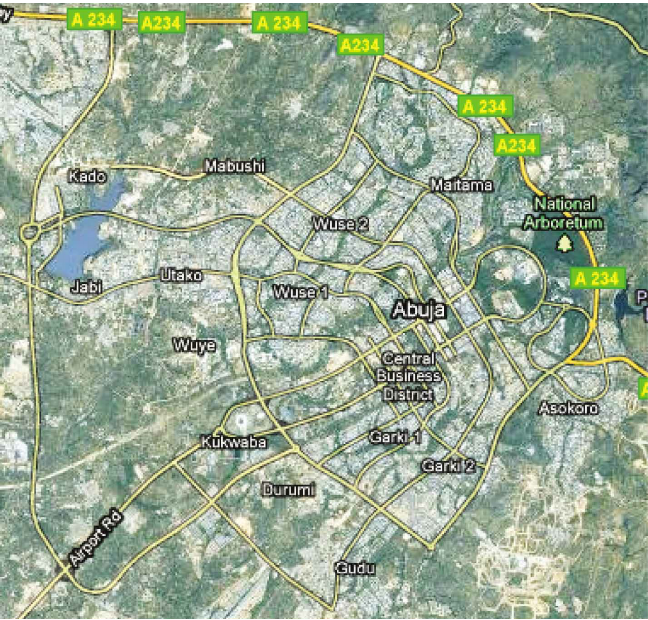 A 234
A234
A 234
A234
A 234
A234
Mabushi
Kado
Maitama
National
Arboretum
Wuse 2
A 234
Utako
Jabi
Wuse 1
Abuja
Wuye
Central
Business
District
Asokoro
Kukwaba
Garki 1
Garki 2
Durumi
Airport Rd
Gudu